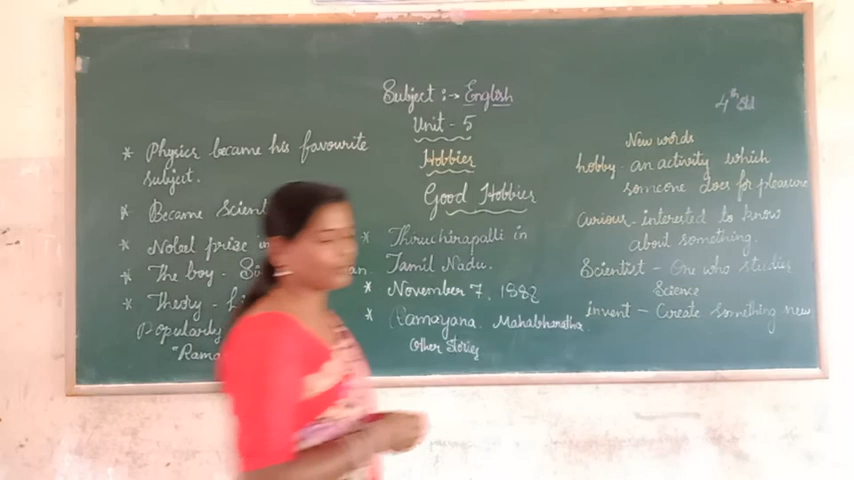 Subject :→ English
4th Std
Unit - 5
Hobbies
Good Hobbies
* Physics became his favourite
subject.
* Became
* Nobel prize
* The boy -
* Theory -
Popularly
* Thiruchirapalli in
Tamil Nadu.
* November 7, 1882
* Ramayana. Mahabharatha.
Other Stories
New words
hobby - an activity which
someone does for pleasure
Curious - interested to know
about something.
Scientist - One who studies
Science
invent - Create something new